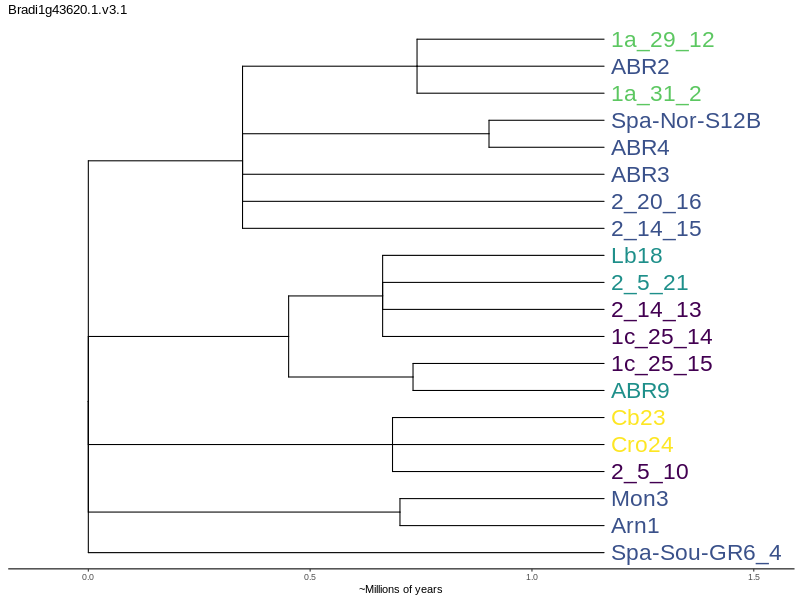 Bradi1g43620.1.v3.1
1a_29_12
ABR2
1a_31_2
Spa-Nor-S12B
ABR4
ABR3
2_20_16
2_14_15
Lb18
2_5_21
2_14_13
1c_25_14
1c_25_15
ABR9
Cb23
Cro24
2_5_10
Mon3
Arn1
Spa-Sou-GR6_4
0.0 0.5 1.0 1.5
~Millions of years